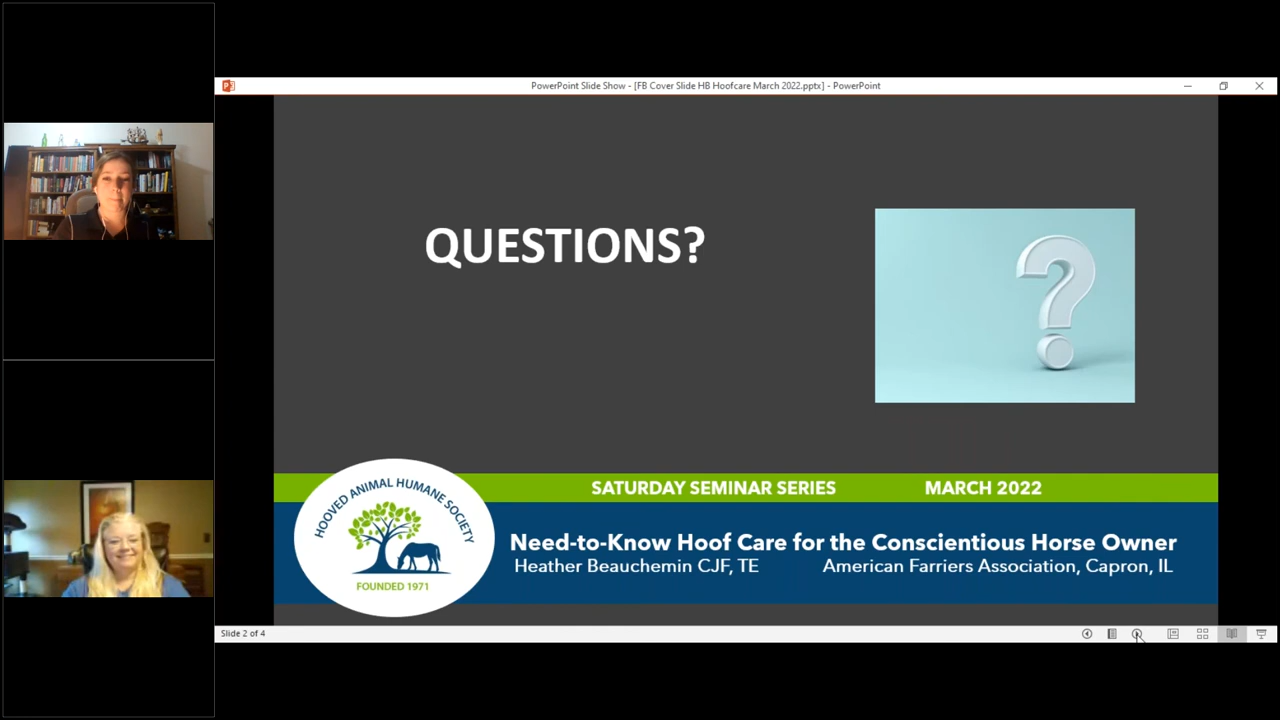 PowerPoint Slide Show - [FB Cover Slide HB Hoofcare March 2022.pptx] - PowerPoint
QUESTIONS?
SATURDAY SEMINAR SERIES MARCH 2022
HOOVED ANIMAL HUMANE SOCIETY
FOUNDED 1971
Need-to-Know Hoof Care for the Conscientious Horse Owner
Heather Beauchemin CJF, TE American Farriers Association, Capron, IL
Slide 2 of 4